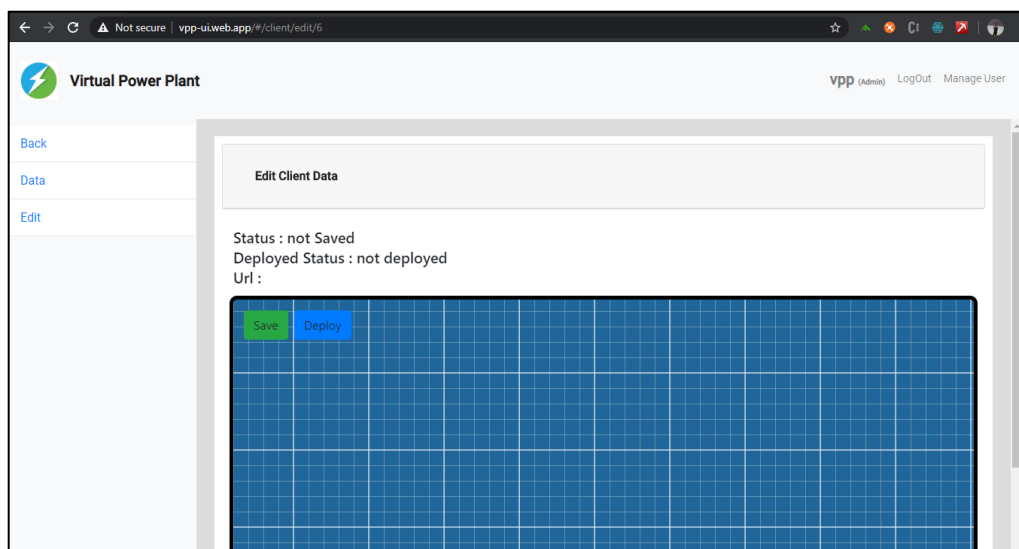 Not secure | vpp-ui.web.app/#/client/edit/6
Virtual Power Plant
vpp (Admin) LogOut Manage User
Back
Data
Edit
Edit Client Data
Status : not Saved
Deployed Status : not deployed
Url :
Save Deploy